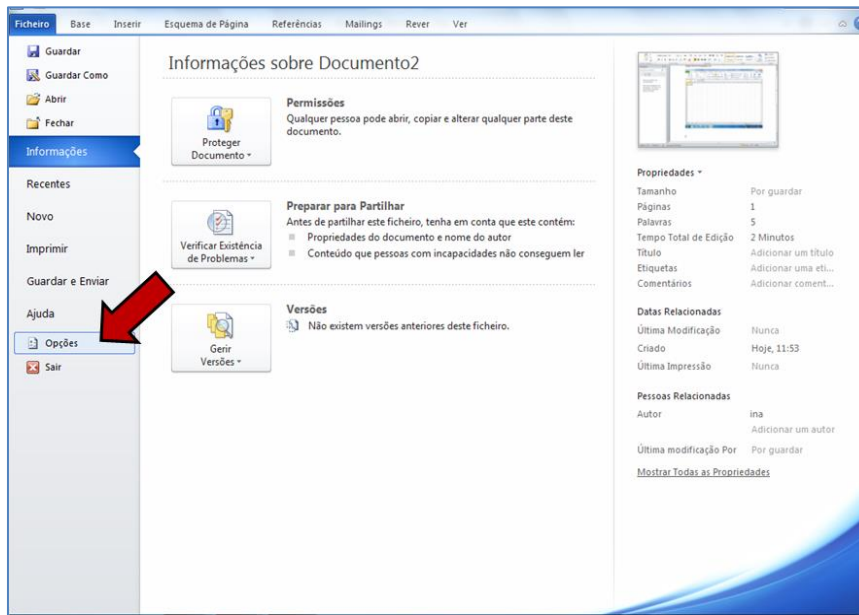 Ficheiro Base Inserir Esquema de Página Referências Mailings Rever Ver
Guardar
Guardar Como
Abrir
Fechar
Informações
Recentes
Novo
Imprimir
Guardar e Enviar
Ajuda
Opções
Sair
Informações sobre Documento2
Proteger
Documento
Permissões
Qualquer pessoa pode abrir, copiar e alterar qualquer parte deste
documento.
Verificar Existência
de Problemas
Preparar para Partilhar
Antes de partilhar este ficheiro, tenha em conta que este contém:
Propriedades do documento e nome do autor
Conteúdo que pessoas com incapacidades não conseguem ler
Gerir
Versões
Versões
Não existem versões anteriores deste ficheiro.
Propriedades
Tamanho Por guardar
Páginas 1
Palavras 5
Tempo Total de Edição 2 Minutos
Título Adicionar um título
Etiquetas Adicionar uma eti...
Comentários Adicionar coment...
Datas Relacionadas
Última Modificação Nunca
Criado Hoje, 11:53
Última Impressão Nunca
Pessoas Relacionadas
Autor ina
Adicionar um autor
Última modificação Por Por guardar
Mostrar Todas as Propriedades